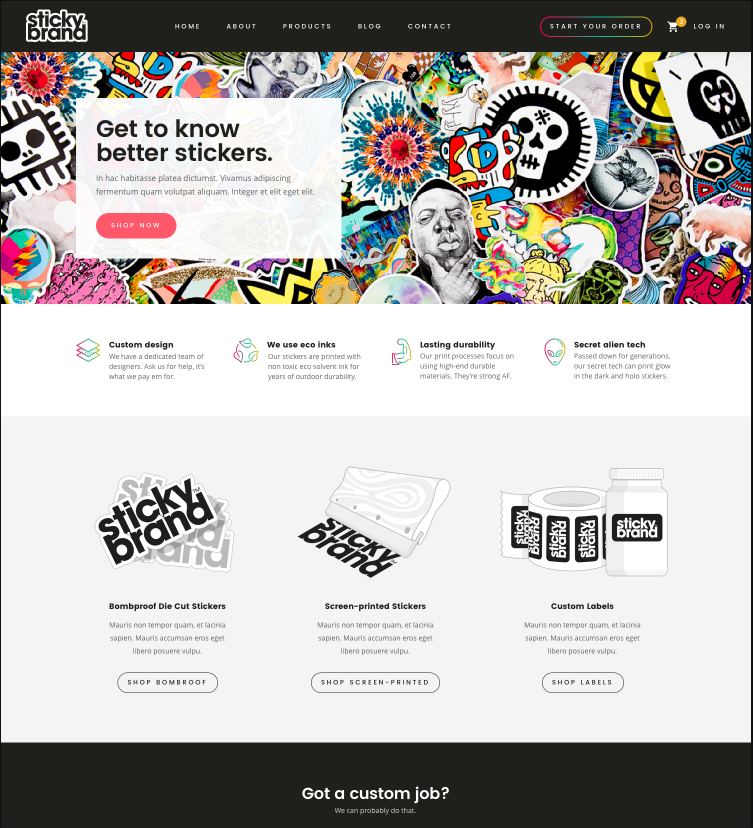 sticky
brand
HOME ABOUT PRODUCTS BLOG CONTACT START YOUR ORDER 3 LOG IN
Get to know
better stickers.
In hac habitasse platea dictumst. Vivamus adipiscing
fermentum quam volutpat aliquam. Integer et elit eget elit.
SHOP NOW
Custom design
We have a dedicated team of
designers. Ask us for help, it's
what we pay em for.
We use eco inks
Our stickers are printed with
non toxic eco solvent ink for
years of outdoor durability.
Lasting durability
Our print processes focus on
using high-end durable
materials. They're strong AF.
Secret alien tech
Passed down for generations,
our secret tech can print glow
in the dark and holo stickers.
sticky
brand
TM
sticky
brand
sticky
brand
Bombproof Die Cut Stickers
Mauris non tempor quam, et lacinia
sapien. Mauris accumsan eros eget
libero posuere vulpu.
SHOP BOMBROOF
Screen-printed Stickers
Mauris non tempor quam, et lacinia
sapien. Mauris accumsan eros eget
libero posuere vulpu.
SHOP SCREEN-PRINTED
Custom Labels
Mauris non tempor quam, et lacinia
sapien. Mauris accumsan eros eget
libero posuere vulpu.
SHOP LABELS
Got a custom job?
We can probably do that.